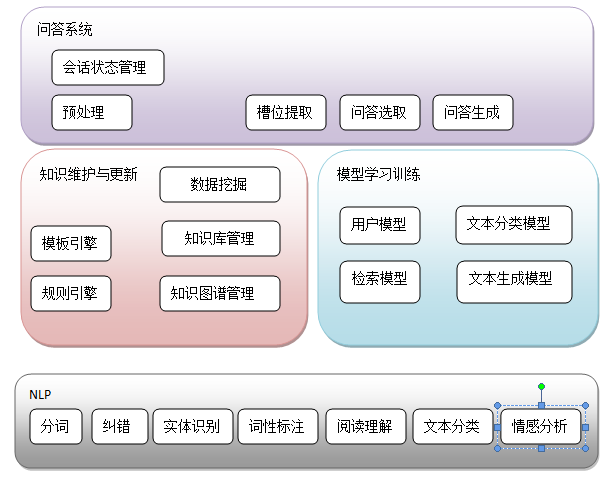 问答系统
会话状态管理
预处理
槽位提取
问答选取
问答生成
知识维护与更新
数据挖掘
模板引擎
知识库管理
规则引擎
知识图谱管理
模型学习训练
用户模型
文本分类模型
检索模型
文本生成模型
NLP
分词
纠错
实体识别
词性标注
阅读理解
文本分类
情感分析